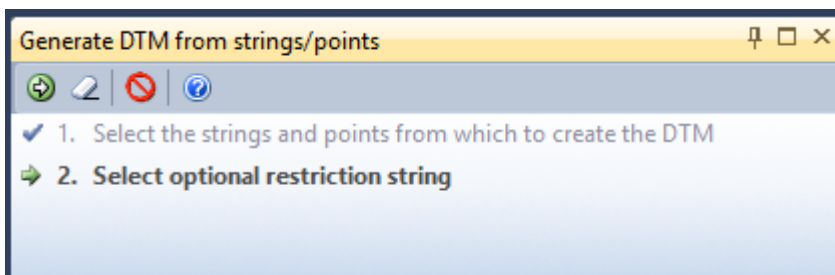 Generate DTM from strings/points
1. Select the strings and points from which to create the DTM
2. Select optional restriction string